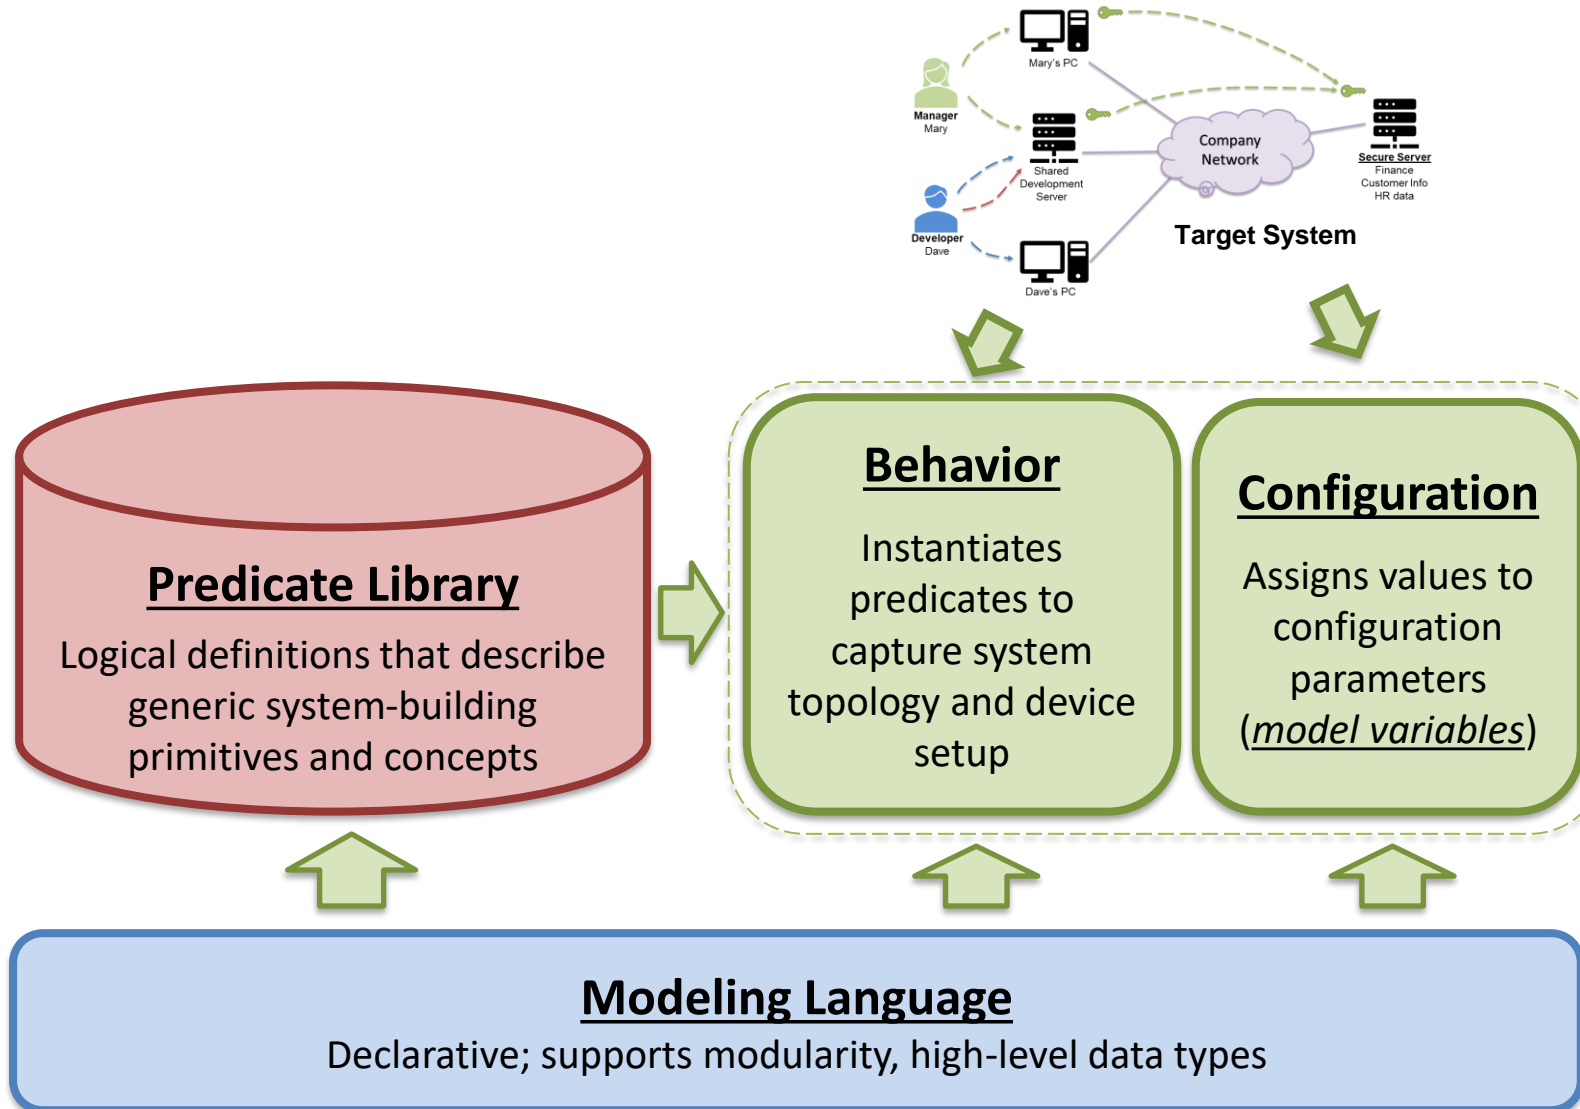 Mary's PC
Manager
Mary
Company
Network
Secure Server
Finance
Customer Info
HR data
Shared
Development
Server
Developer
Dave
Target System
Dave's PC
Predicate Library
Logical definitions that describe
generic system-building
primitives and concepts
Behavior
Instantiates
predicates to
capture system
topology and device
setup
Configuration
Assigns values to
configuration
parameters
(model variables)
Modeling Language
Declarative; supports modularity, high-level data types